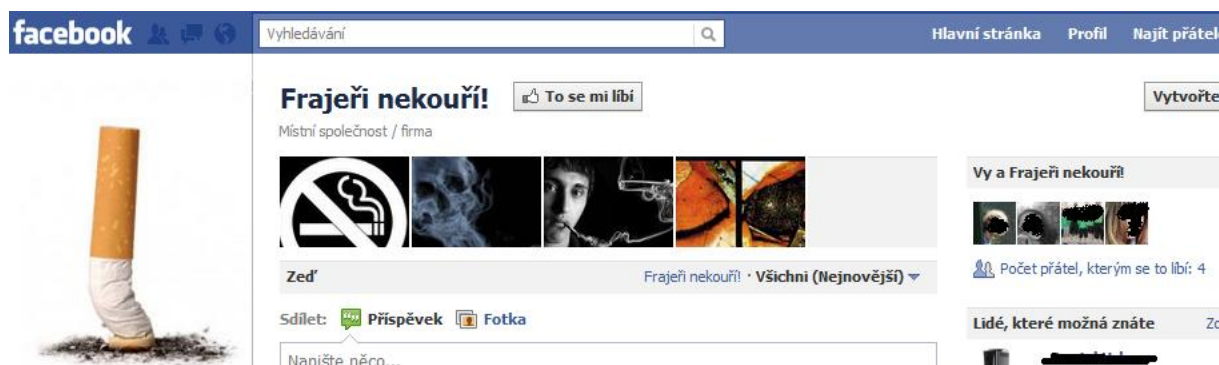 facebook
Vyhledávání
Hlavní stránka Profil Najít přátele
Frajeři nekouří! To se mi líbí
Vytvořte
Místní společnost / firma
Vy a Frajeři nekouří!
Počet přátel, kterým se to líbí: 4
Zeď Frajeři nekouří! · Všichni (Nejnovější)
Sdílet: Příspěvek Fotka
Napište něco...
Lidé, které možná znáte